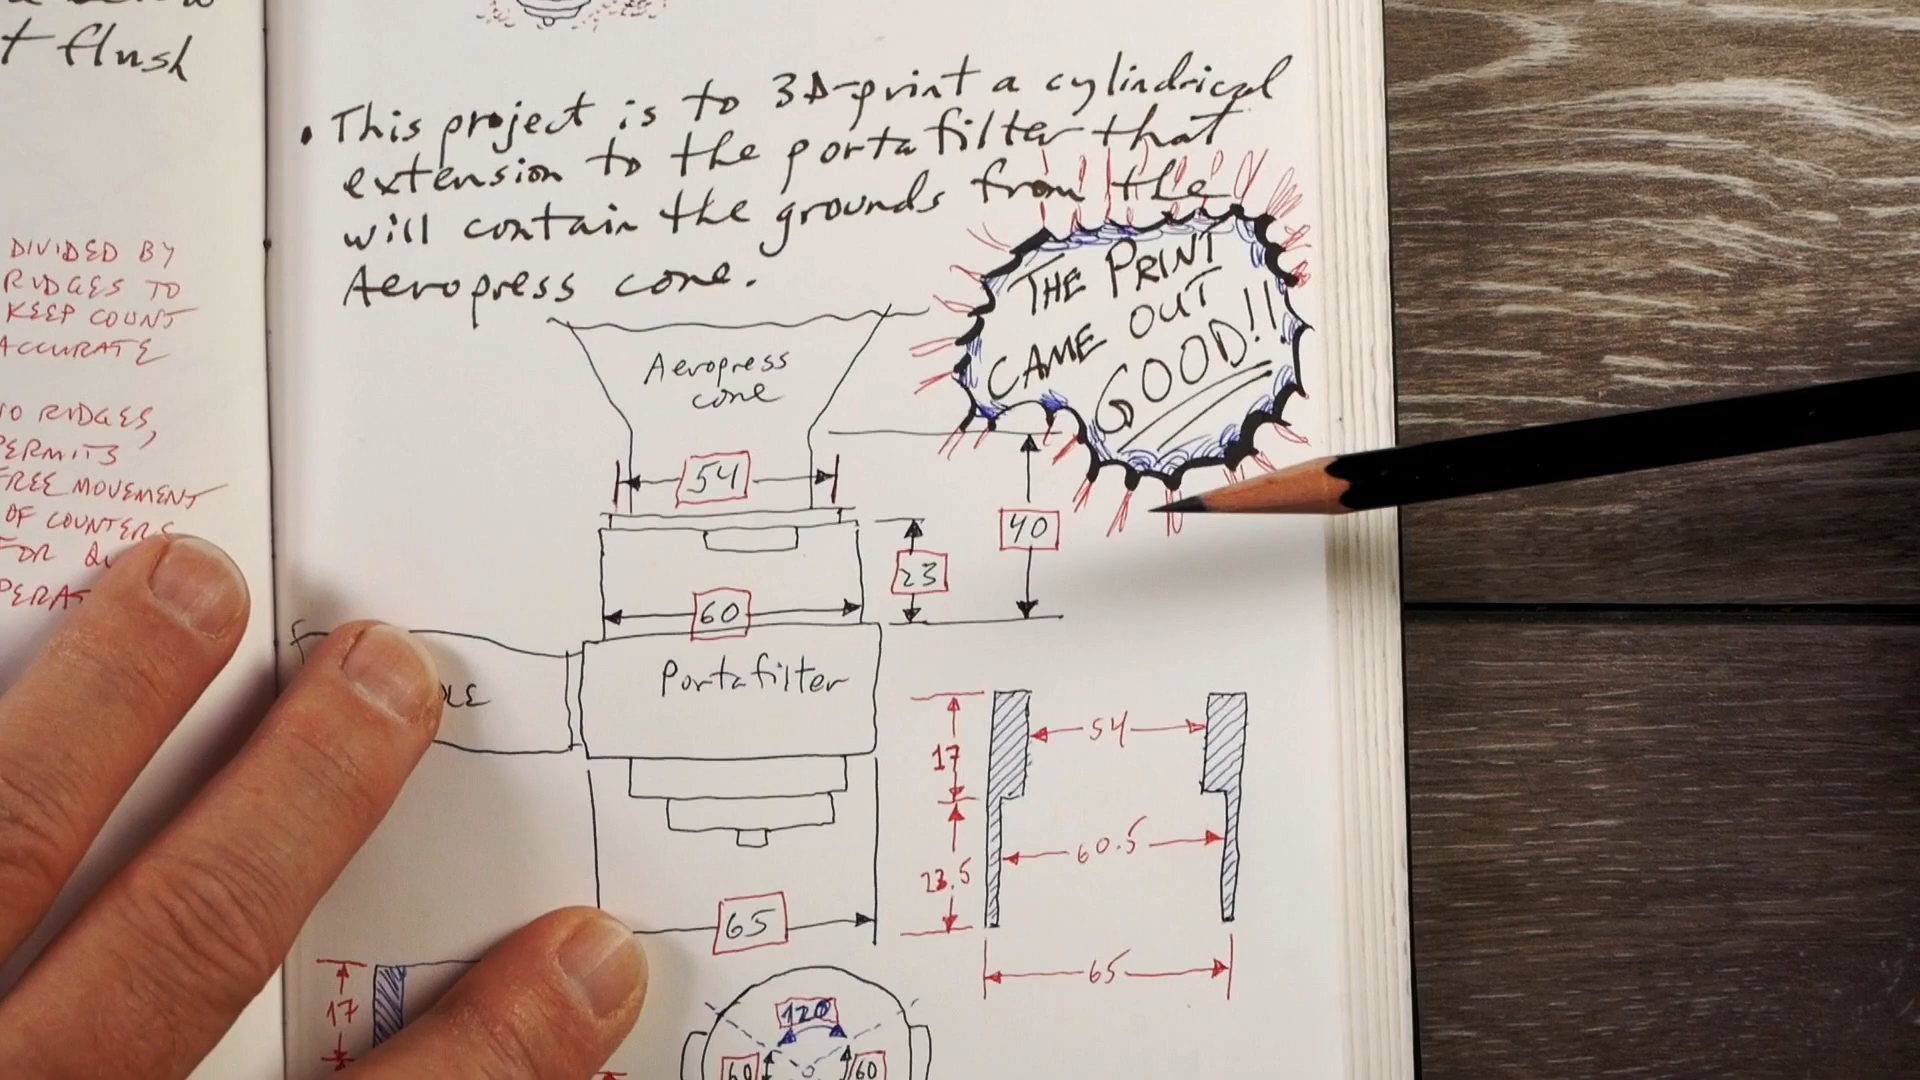 t flush
DIVIDED BY
RIDGES TO
KEEP COUNT
ACCURATE
RIDGES,
PERMITS
FREE MOVEMENT
OF COUNTERS
FOR
• This project is to 3D-print a cylindrical
extension to the portafilter that
will contain the grounds from the
Aeropress cone.
THE PRINT
CAME OUT
GOOD!!
Aeropress
cone
54
40
23
60
Portafilter
17
54
60.5
23.5
65
65
17
120
60
60